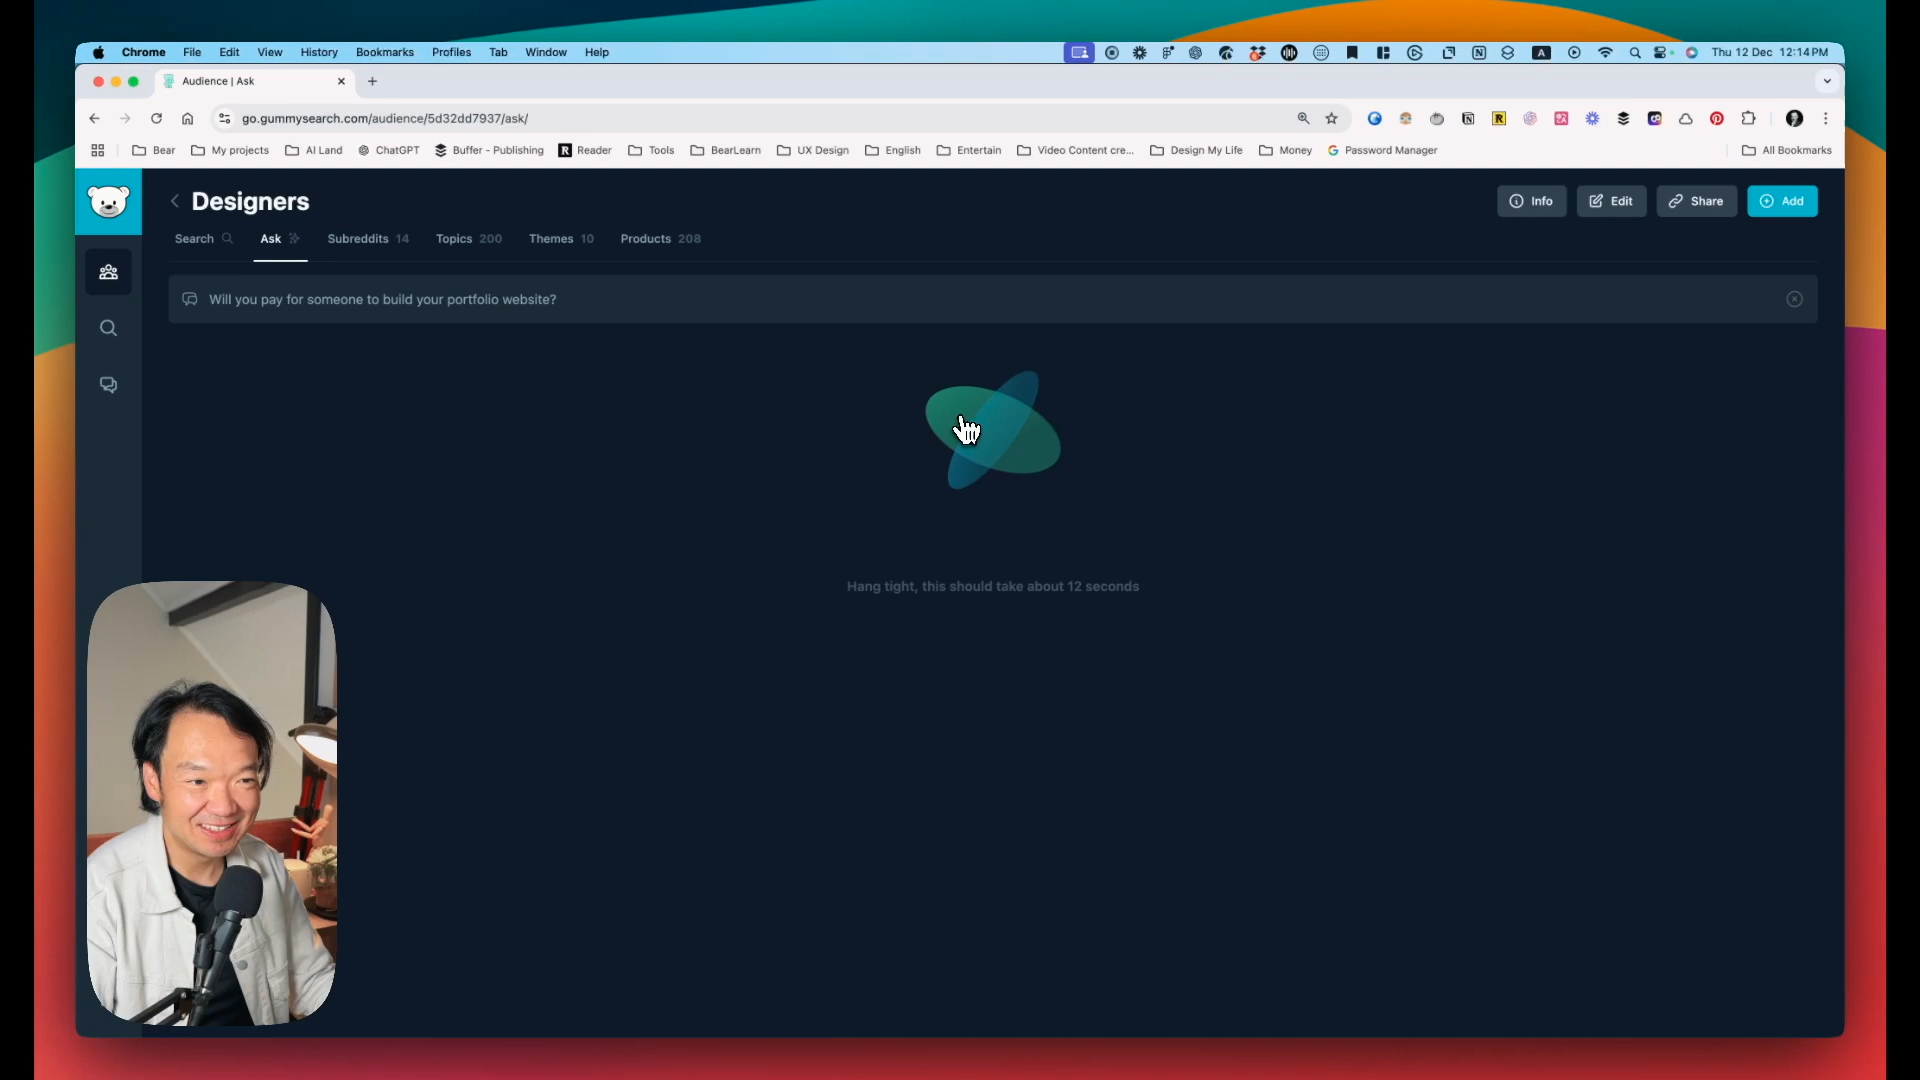 Chrome File Edit View History Bookmarks Profiles Tab Window Help
A Thu 12 Dec 12:14 PM
Audience | Ask
go.gummysearch.com/audience/5d32dd7937/ask/
R
Bear My projects AI Land ChatGPT Buffer - Publishing R Reader Tools BearLearn UX Design English Entertain Video Content cre... Design My Life Money G Password Manager All Bookmarks
Designers
Info Edit Share Add
Search Ask Subreddits 14 Topics 200 Themes 10 Products 208
Will you pay for someone to build your portfolio website?
Hang tight, this should take about 12 seconds